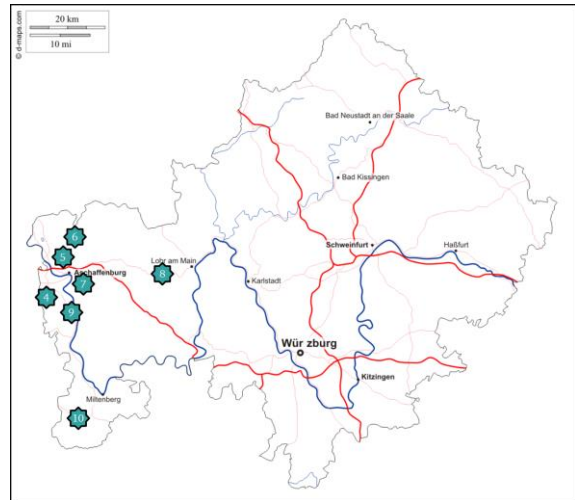 20 km
10 mi
© d-maps.com
Bad Neustadt an der Saale
Bad Kissingen
6
5
Schweinfurt
Haßfurt
Lohr am Main
Aschaffenburg
8
7
Karlstadt
4
9
Wür zburg
Kitzingen
Miltenberg
10